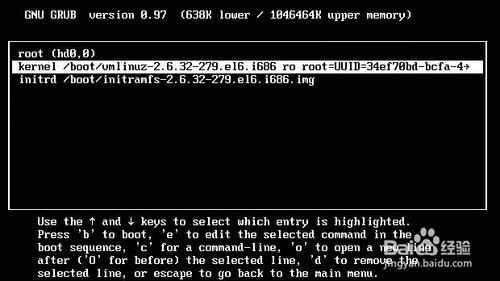 GNU GRUB  version 0.97  (638K lower / 1046464K upper memory)
root (hd0,0)
kernel /boot/vmlinuz-2.6.32-279.el6.i686 ro root=UUID=34ef70bd-bcfa-4→
initrd /boot/initramfs-2.6.32-279.el6.i686.img
Use the ↑ and ↓ keys to select which entry is highlighted.
Press 'b' to boot, 'e' to edit the selected command in the
boot sequence, 'c' for a command-line, 'o' to open a new line
after ('O' for before) the selected line, 'd' to remove the
selected line, or escape to go back to the main menu.
Baidu 经验
jingyan.baidu.com